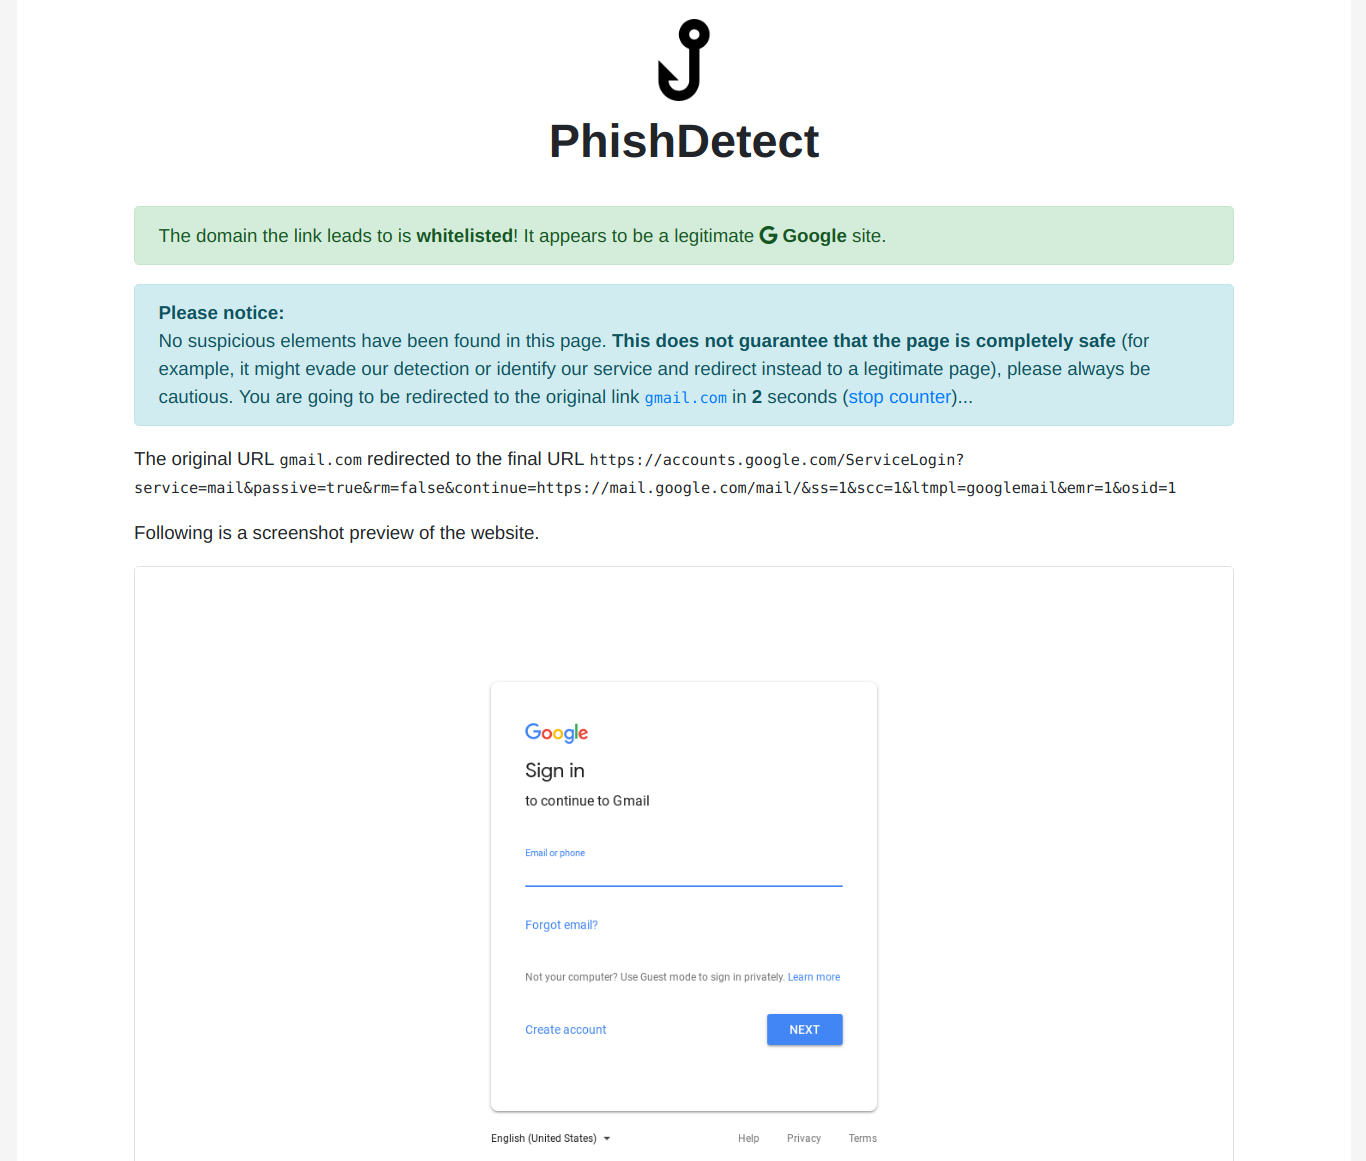 PhishDetect
The domain the link leads to is whitelisted! It appears to be a legitimate Google site.
Please notice:
No suspicious elements have been found in this page. This does not guarantee that the page is completely safe (for
example, it might evade our detection or identify our service and redirect instead to a legitimate page), please always be
cautious. You are going to be redirected to the original link gmail.com in 2 seconds (stop counter)...
The original URL gmail.com redirected to the final URL https://accounts.google.com/ServiceLogin?
service=mail&passive=true&rm=false&continue=https://mail.google.com/mail/&ss=1&scc=1&ltmpl=googlemail&emr=1&osid=1
Following is a screenshot preview of the website.
Google
Sign in
to continue to Gmail
Email or phone
Forgot email?
Not your computer? Use Guest mode to sign in privately. Learn more
Create account NEXT
English (United States) Help Privacy Terms